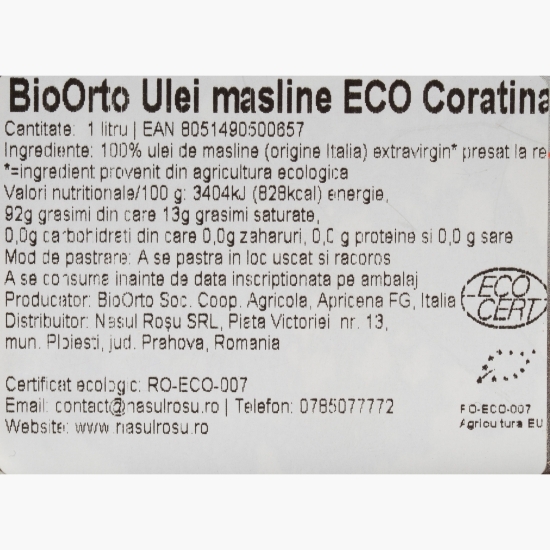 BioOrto Ulei masline ECO Coratina
Cantitate: 1 litru | EAN 8051490500657
Ingrediente: 100% ulei de masline (origine Italia) extravirgin* presat la re
*=ingredient provenit din agricultura ecologica
Valori nutritionale/100 g: 3404kJ (828kcal) energie,
92g grasimi din care 13g grasimi saturate,
0,0g carbohidrati din care 0,0g zaharuri, 0,0 g proteine si 0,0 g sare
Mod de pastrare: A se pastra in loc uscat si racoros
A se consuma inainte de data inscriptionata pe ambalaj
Producator: BioOrto Soc. Coop. Agricola, Apricena FG, Italia
Distribuitor: Nasul Roșu SRL, Piata Victoriei nr. 13,
mun. Ploiesti, jud. Prahova, Romania
ECO
CERT
Certificat ecologic: RO-ECO-007
Email: contact@nasulrosu.ro | Telefon: 0785077772
Website: www.nasulrosu.ro
RO-ECO-007
Agricultura EU